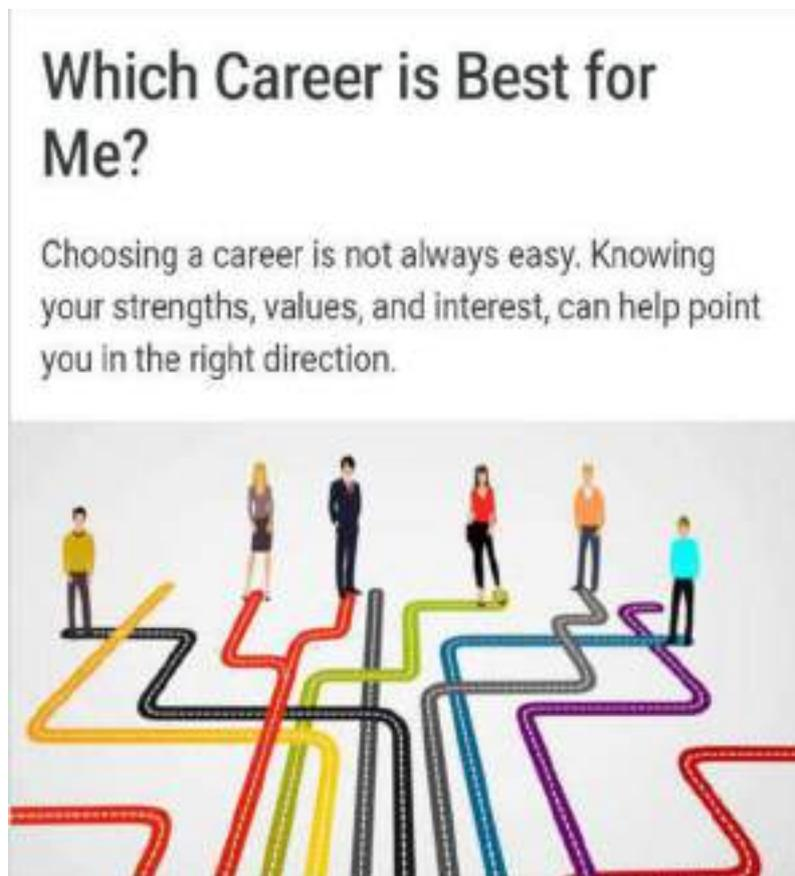 Which Career is Best for
Me?
Choosing a career is not always easy. Knowing
your strengths, values, and interest, can help point
you in the right direction.